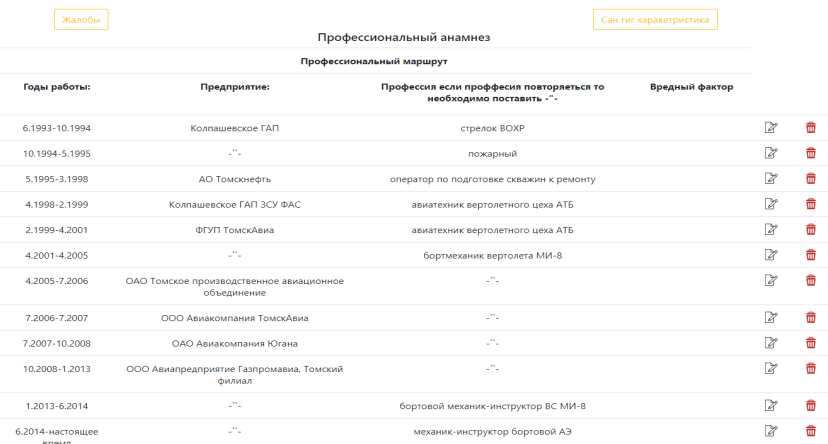 Жалобы
Сан гиг характеристика
Профессиональный анамнез
Профессиональный маршрут
Годы работы: Предприятие: Профессия если проффесия повторяеться то необходимо поставить -"- Вредный фактор
6.1993-10.1994 Колпашевское ГАП стрелок ВОХР
10.1994-5.1995 -``- пожарный
5.1995-3.1998 АО Томскнефть оператор по подготовке скважин к ремонту
4.1998-2.1999 Колпашевское ГАП ЗСУ ФАС авиатехник вертолетного цеха АТБ
2.1999-4.2001 ФГУП ТомскАвиа авиатехник вертолетного цеха АТБ
4.2001-4.2005 -``- бортмеханик вертолета МИ-8
4.2005-7.2006 ОАО Томское производственное авиационное объединение -``-
7.2006-7.2007 ООО Авиакомпания ТомскАвиа -``-
7.2007-10.2008 ОАО Авиакомпания Югана -``-
10.2008-1.2013 ООО Авиапредприятие Газпромавиа, Томский филиал -``-
1.2013-6.2014 -``- бортовой механик-инструктор ВС МИ-8
6.2014-настоящее время -``- механик-инструктор бортовой АЭ